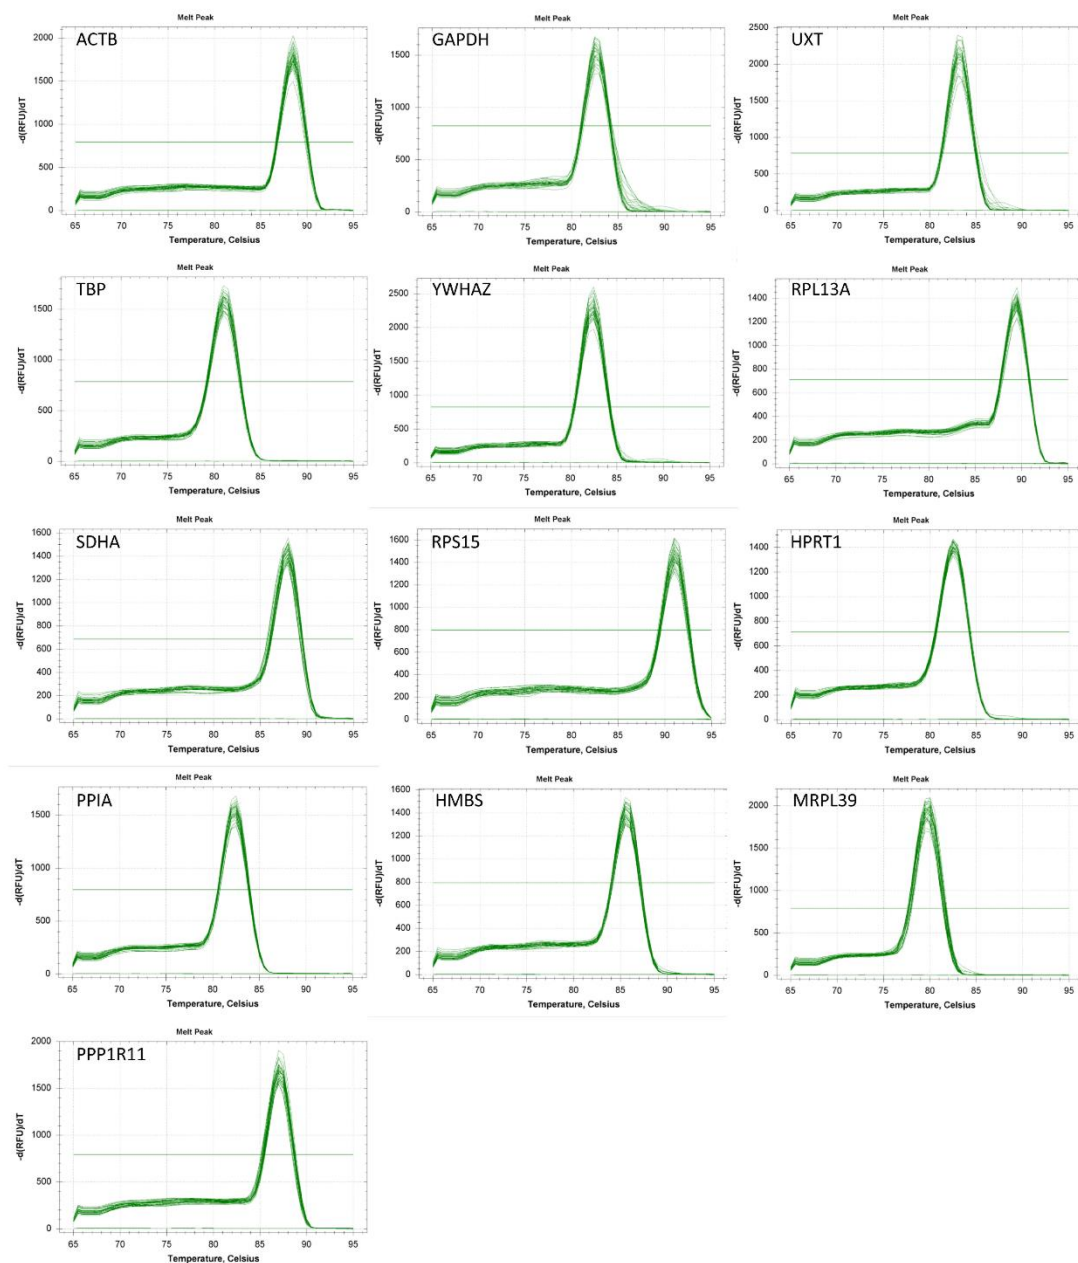 Melt Peak
ACTB
2000
1500
1000
500
0
-d(RFU)/dT
65 70 75 80 85 90 95
Temperature, Celsius
Melt Peak
GAPDH
1500
1000
500
0
-d(RFU)/dT
65 70 75 80 85 90 95
Temperature, Celsius
Melt Peak
UXT
2500
2000
1500
1000
500
0
-d(RFU)/dT
65 70 75 80 85 90 95
Temperature, Celsius
Melt Peak
TBP
1500
1000
500
0
-d(RFU)/dT
65 70 75 80 85 90 95
Temperature, Celsius
Melt Peak
YWHAZ
2500
2000
1500
1000
500
0
-d(RFU)/dT
65 70 75 80 85 90 95
Temperature, Celsius
Melt Peak
RPL13A
1400
1200
1000
800
600
400
200
0
-d(RFU)/dT
65 70 75 80 85 90 95
Temperature, Celsius
Melt Peak
SDHA
1600
1400
1200
1000
800
600
400
200
0
-d(RFU)/dT
65 70 75 80 85 90 95
Temperature, Celsius
Melt Peak
RPS15
1600
1400
1200
1000
800
600
400
200
0
-d(RFU)/dT
65 70 75 80 85 90 95
Temperature, Celsius
Melt Peak
HPRT1
1400
1200
1000
800
600
400
200
0
-d(RFU)/dT
65 70 75 80 85 90 95
Temperature, Celsius
Melt Peak
PPIA
1500
1000
500
0
-d(RFU)/dT
65 70 75 80 85 90 95
Temperature, Celsius
Melt Peak
HMBS
1600
1400
1200
1000
800
600
400
200
0
-d(RFU)/dT
65 70 75 80 85 90 95
Temperature, Celsius
Melt Peak
MRPL39
2000
1500
1000
500
0
-d(RFU)/dT
65 70 75 80 85 90 95
Temperature, Celsius
Melt Peak
PPP1R11
2000
1500
1000
500
0
-d(RFU)/dT
65 70 75 80 85 90 95
Temperature, Celsius